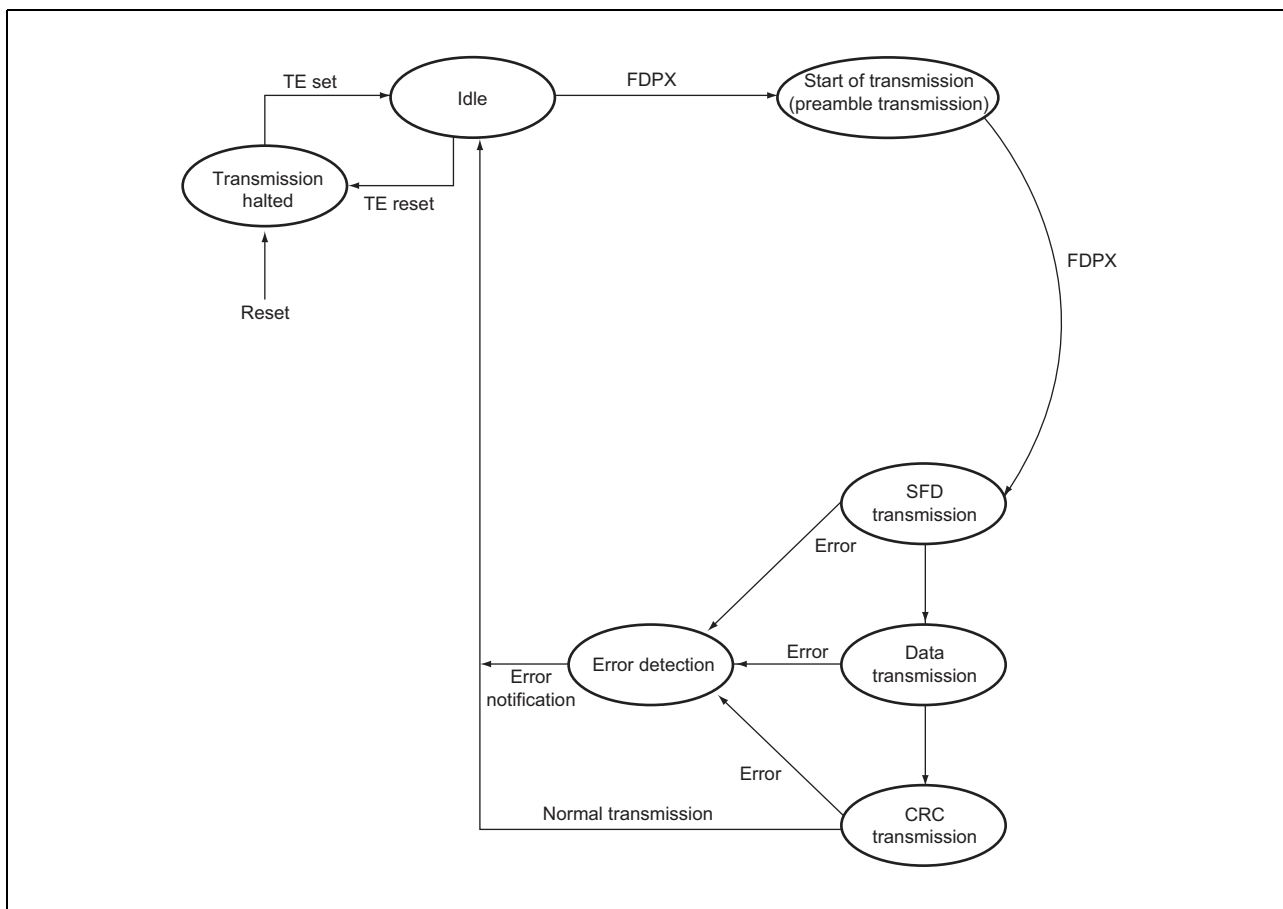 TE set
Idle
FDPX
Start of transmission
(preamble transmission)
Transmission
halted
TE reset
Reset
FDPX
SFD
transmission
Error
Error detection
Error
Data
transmission
Error
notification
Error
Normal transmission
CRC
transmission